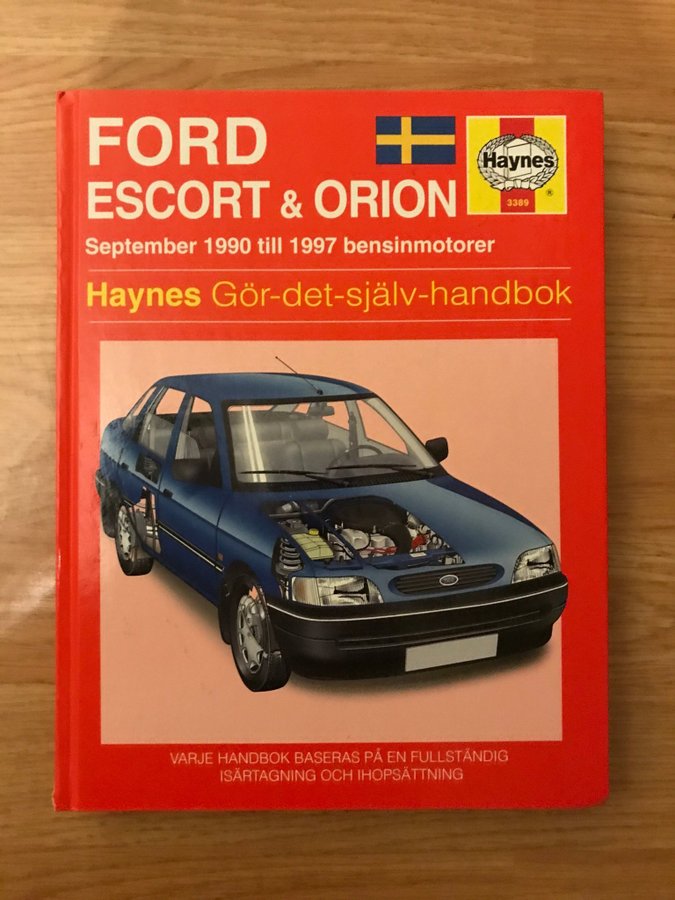 FORD
ESCORT & ORION
Haynes
®
3389
September 1990 till 1997 bensinmotorer
Haynes Gör-det-själv-handbok
Ford
VARJE HANDBOK BASERAS PÅ EN FULLSTÄNDIG
ISÄRTAGNING OCH IHOPSÄTTNING